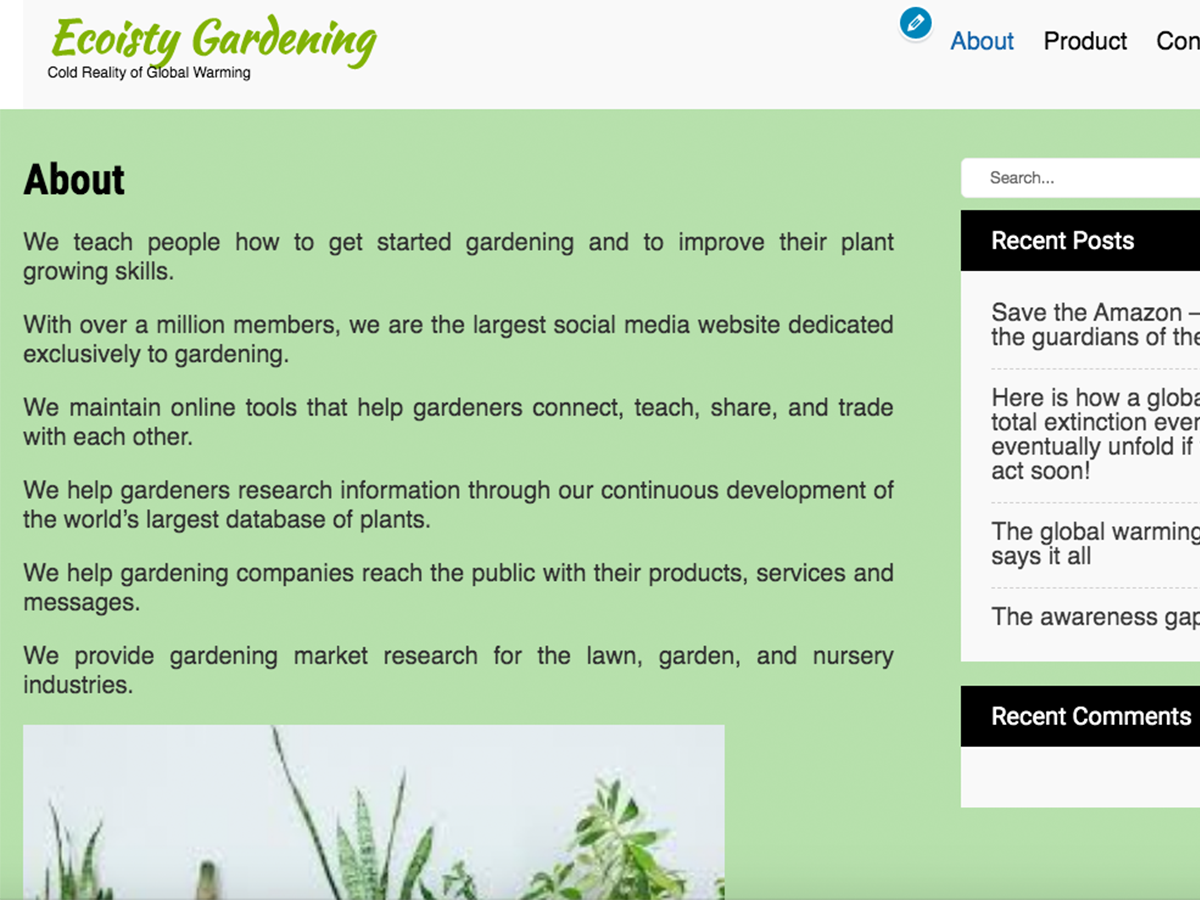 Ecoisty Gardening
Cold Reality of Global Warming
About Product Con
About
We teach people how to get started gardening and to improve their plant
growing skills.
With over a million members, we are the largest social media website dedicated
exclusively to gardening.
We maintain online tools that help gardeners connect, teach, share, and trade
with each other.
We help gardeners research information through our continuous development of
the world's largest database of plants.
We help gardening companies reach the public with their products, services and
messages.
We provide gardening market research for the lawn, garden, and nursery
industries.
Search...
Recent Posts
Save the Amazon –
the guardians of the
Here is how a globa
total extinction even
eventually unfold if
act soon!
The global warming
says it all
The awareness gap
Recent Comments